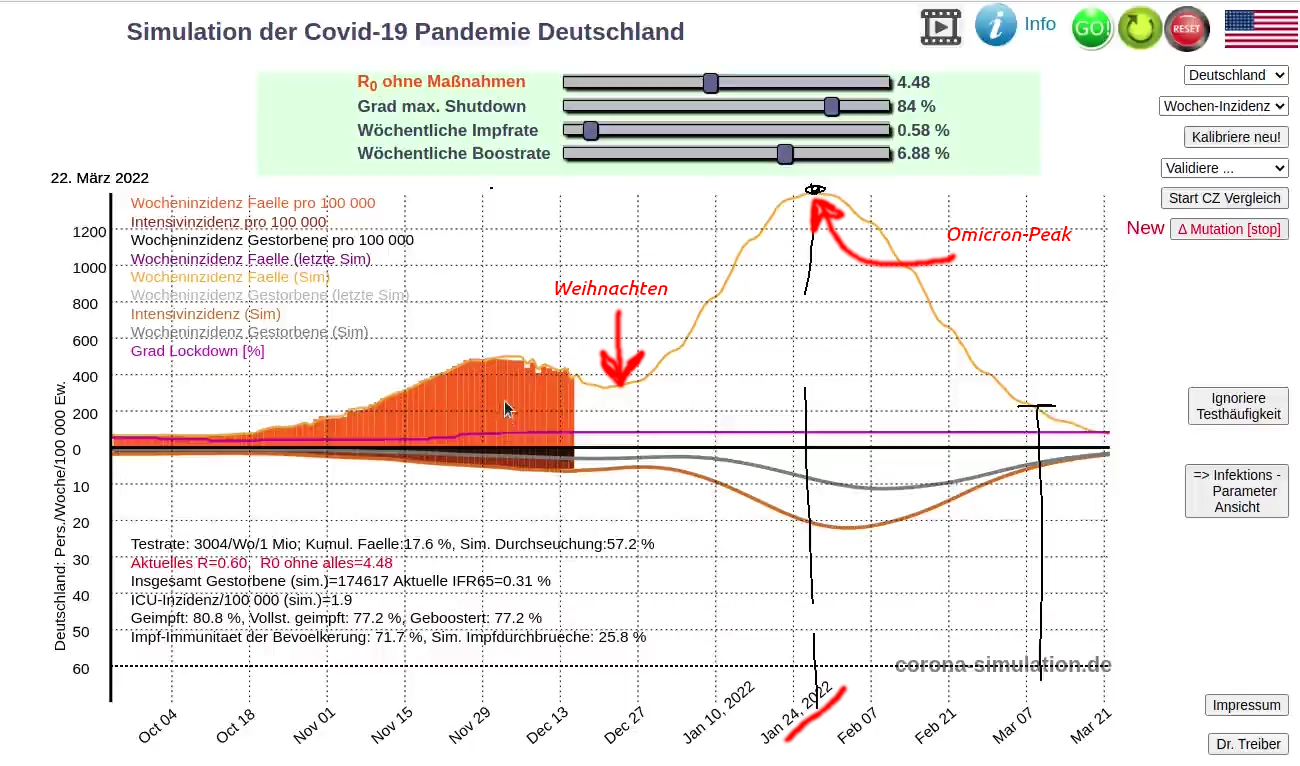 Simulation der Covid-19 Pandemie Deutschland
Info
GO!
RESET
R0 ohne Maßnahmen 4.48
Grad max. Shutdown 84 %
Wöchentliche Impfrate 0.58 %
Wöchentliche Boostrate 6.88 %
Deutschland
Wochen-Inzidenz
Kalibriere neu!
Validiere ...
Start CZ Vergleich
New Δ Mutation [stop]
22. März 2022
Wocheninzidenz Faelle pro 100 000
Intensivinzidenz pro 100 000
Wocheninzidenz Gestorbene pro 100 000
Wocheninzidenz Faelle (letzte Sim)
Wocheninzidenz Faelle (Sim)
Wocheninzidenz Gestorbene (letzte Sim)
Intensivinzidenz (Sim)
Wocheninzidenz Gestorbene (Sim)
Grad Lockdown [%]
Weihnachten
Omicron-Peak
1200
1000
800
600
400
200
0
10
20
30
40
50
60
Deutschland: Pers./Woche/100 000 Ew.
Testrate: 3004/Wo/1 Mio; Kumul. Faelle:17.6 %, Sim. Durchseuchung:57.2 %
Aktuelles R=0.60, R0 ohne alles=4.48
Insgesamt Gestorbene (sim.)=174617 Aktuelle IFR65=0.31 %
ICU-Inzidenz/100 000 (sim.)=1.9
Geimpft: 80.8 %, Vollst. geimpft: 77.2 %, Geboostert: 77.2 %
Impf-Immunitaet der Bevoelkerung: 71.7 %, Sim. Impfdurchbrueche: 25.8 %
corona-simulation.de
Oct 04
Oct 18
Nov 01
Nov 15
Nov 29
Dec 13
Dec 27
Jan 10, 2022
Jan 24, 2022
Feb 07
Feb 21
Mar 07
Mar 21
Ignoriere
Testhäufigkeit
=> Infektions -
Parameter
Ansicht
Impressum
Dr. Treiber